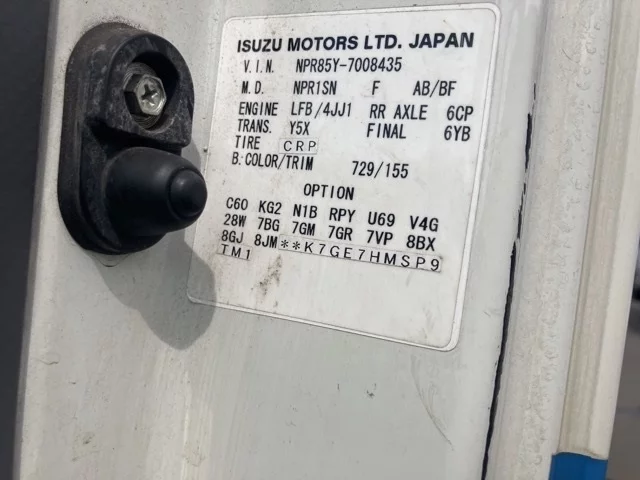 ISUZU MOTORS LTD. JAPAN
V.I.N. NPR85Y-7008435
M.D. NPR1SN F AB/BF
ENGINE LFB/4JJ1 RR AXLE 6CP
TRANS. Y5X FINAL 6YB
TIRE CRP
B:COLOR/TRIM 729/155
OPTION
C60 KG2 N1B RPY U69 V4G
28W 7BG 7GM 7GR 7VP 8BX
8GJ 8JM**K7GE7HMSP9
TM1